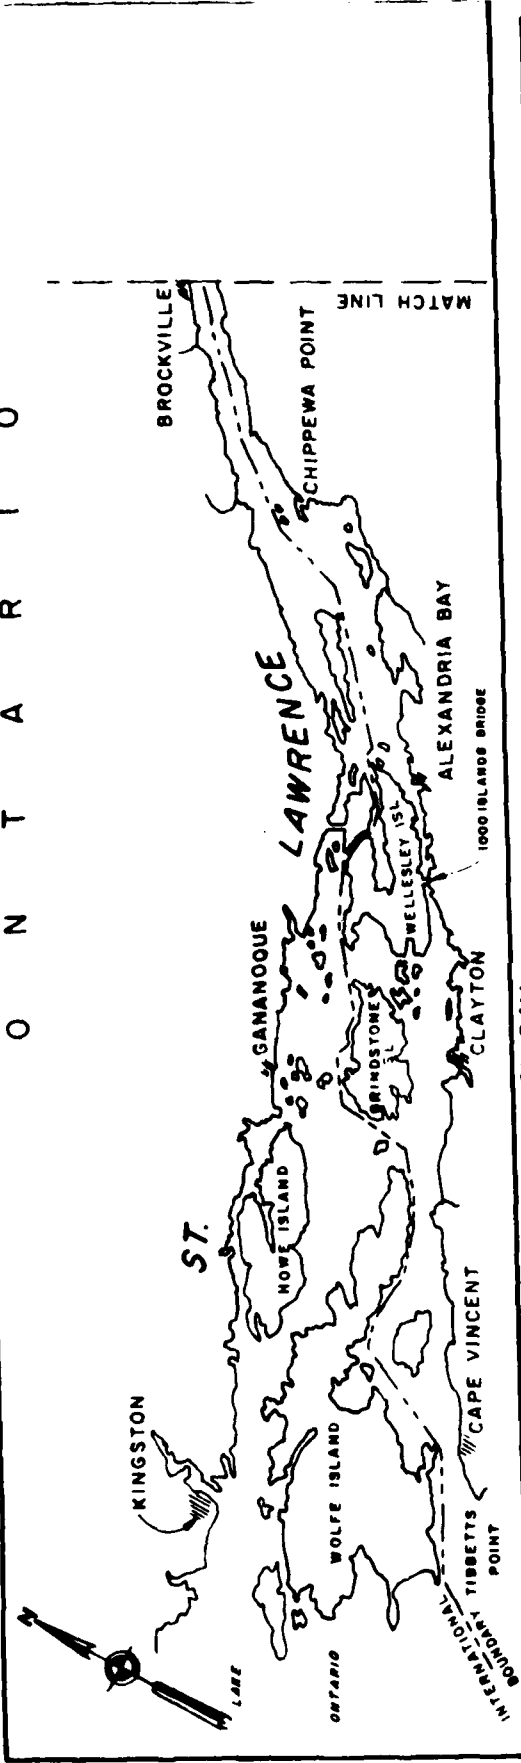 ONTARIO
BROCKVILLE
MATCH LINE
CHIPPEWA POINT
ST. LAWRENCE
ALEXANDRIA BAY
1000 ISLANDS BRIDGE
WELLESLEY ISL
GANANOQUE
GRINDSTONE
CLAYTON
HOWE ISLAND
KINGSTON
WOLFE ISLAND
CAPE VINCENT
TIBBETTS
POINT
INTERNATIONAL
BOUNDARY
LAKE
ONTARIO
N